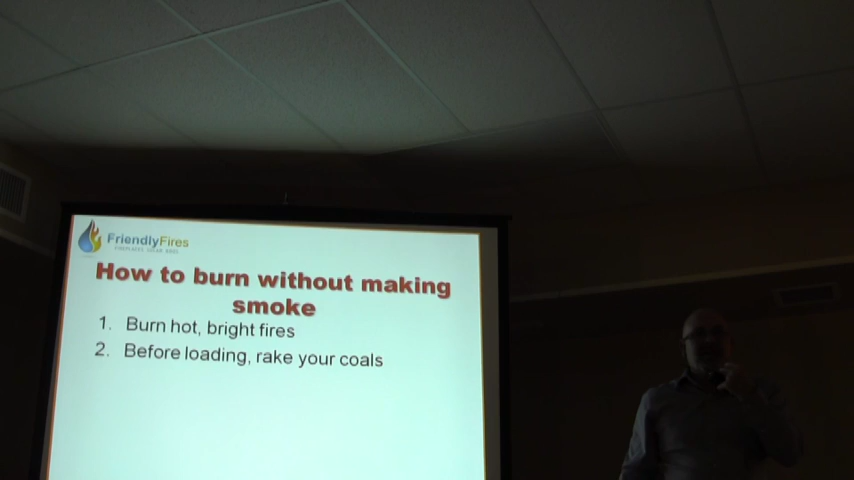 FriendlyFires
How to burn without making
smoke
1. Burn hot, bright fires
2. Before loading, rake your coals